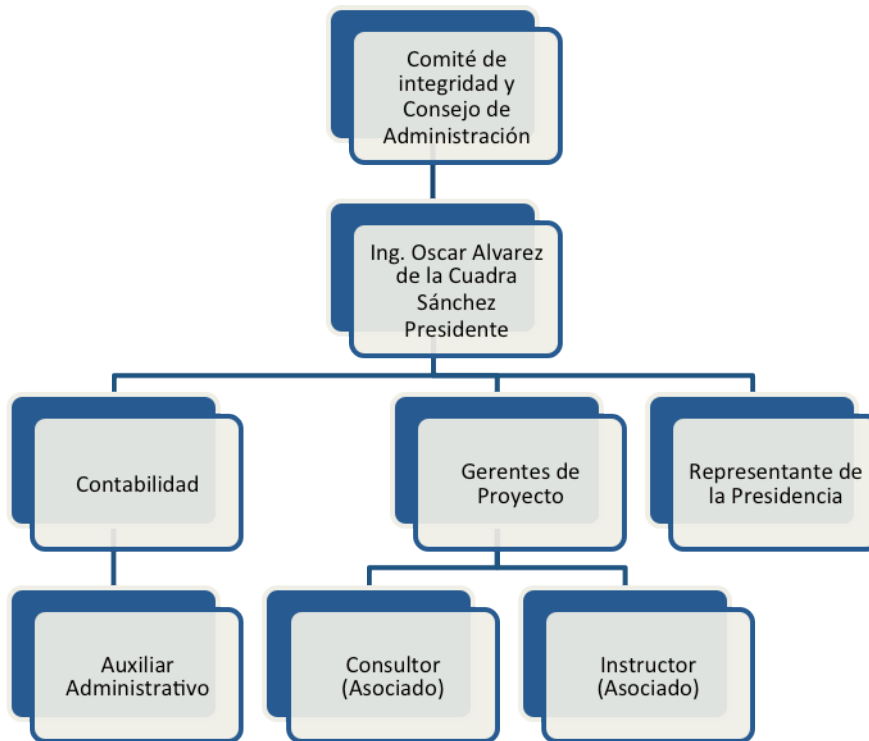 Comité de
integridad y
Consejo de
Administración
Ing. Oscar Alvarez
de la Cuadra
Sánchez
Presidente
Contabilidad
Gerentes de
Proyecto
Representante de
la Presidencia
Auxiliar
Administrativo
Consultor
(Asociado)
Instructor
(Asociado)